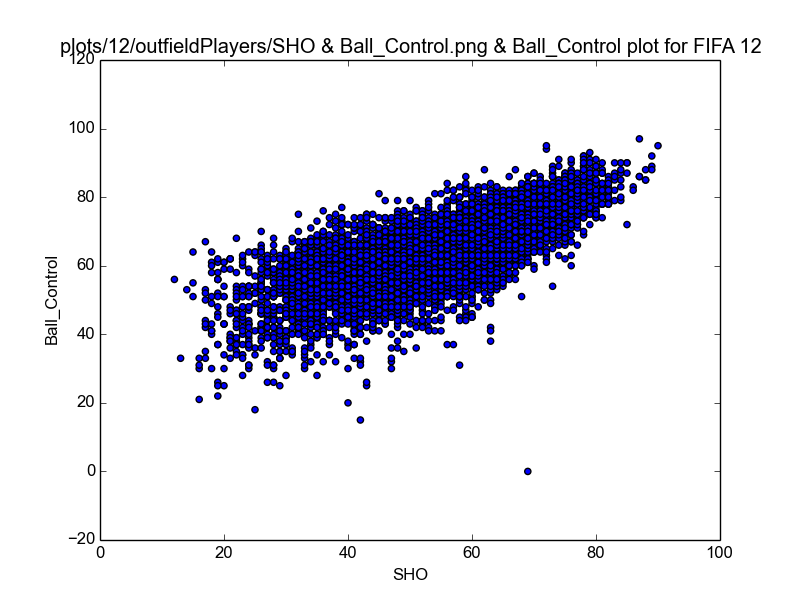 plots/12/outfieldPlayers/SHO & Ball_Control.png & Ball_Control plot for FIFA 12
120
100
80
60
40
20
0
−20
Ball_Control
0 20 40 60 80 100
SHO